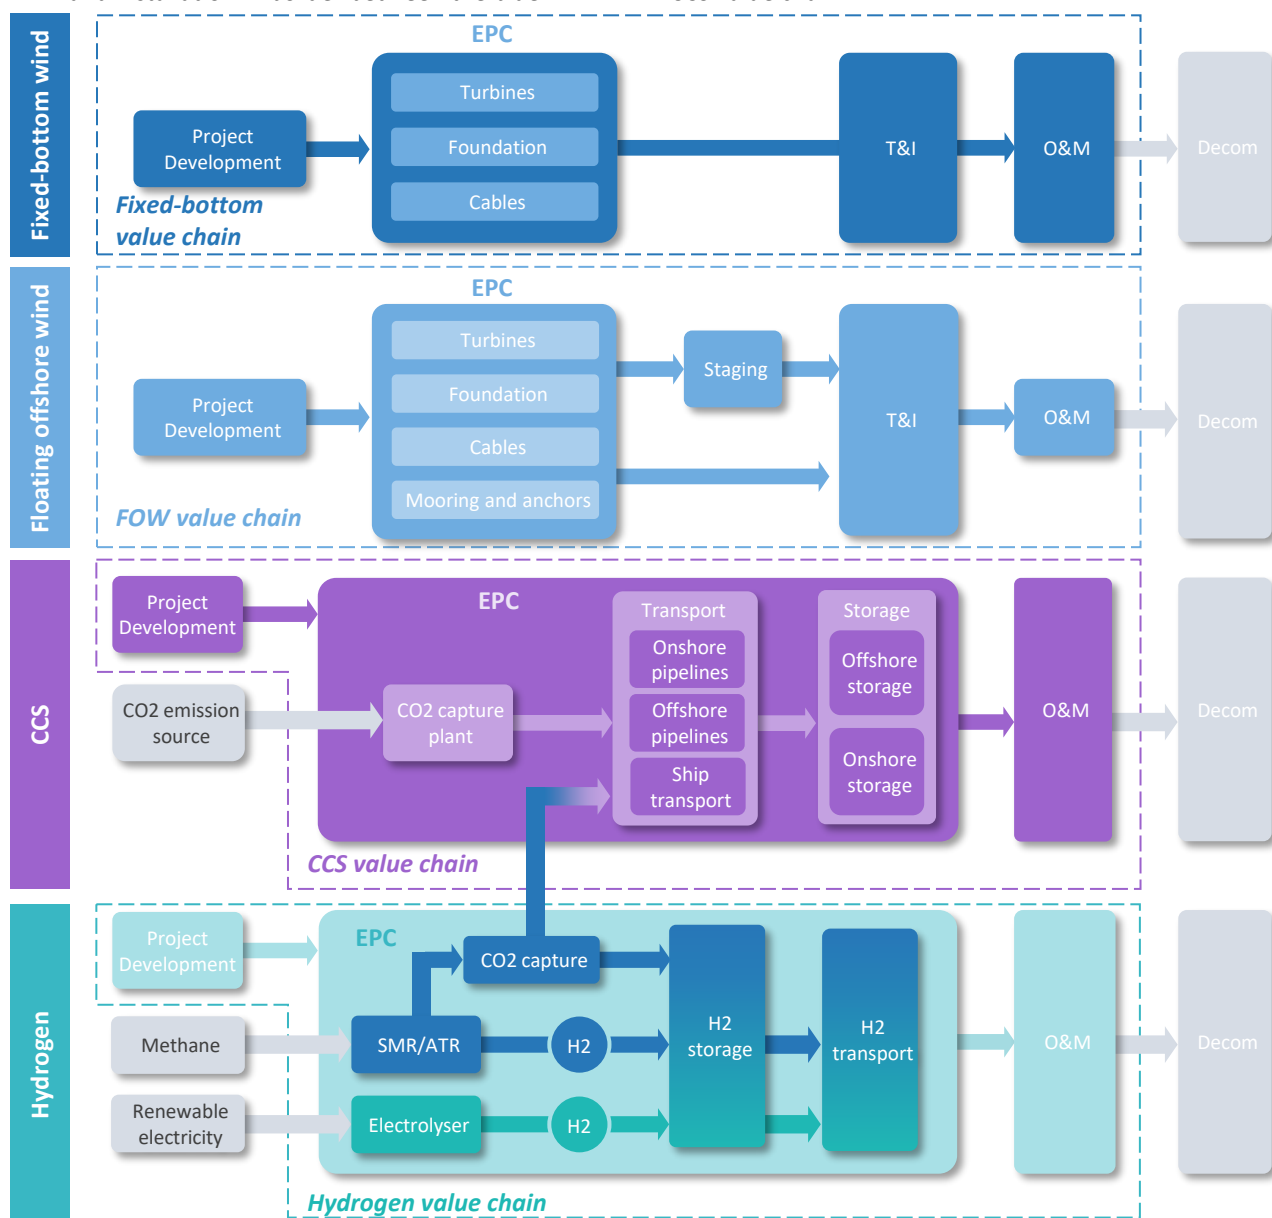 Fixed-bottom wind
EPC
Turbines
Foundation
Cables
Project
Development
T&I
O&M
Decom
Fixed-bottom
value chain
Floating offshore wind
EPC
Turbines
Foundation
Cables
Mooring and anchors
Project
Development
Staging
T&I
O&M
Decom
FOW value chain
CCS
Project
Development
EPC
CO2 emission
source
CO2 capture
plant
Transport
Onshore
pipelines
Offshore
pipelines
Ship
transport
Storage
Offshore
storage
Onshore
storage
O&M
Decom
CCS value chain
Hydrogen
Project
Development
EPC
CO2 capture
Methane
SMR/ATR
H2
Renewable
electricity
Electrolyser
H2
H2
storage
H2
transport
O&M
Decom
Hydrogen value chain